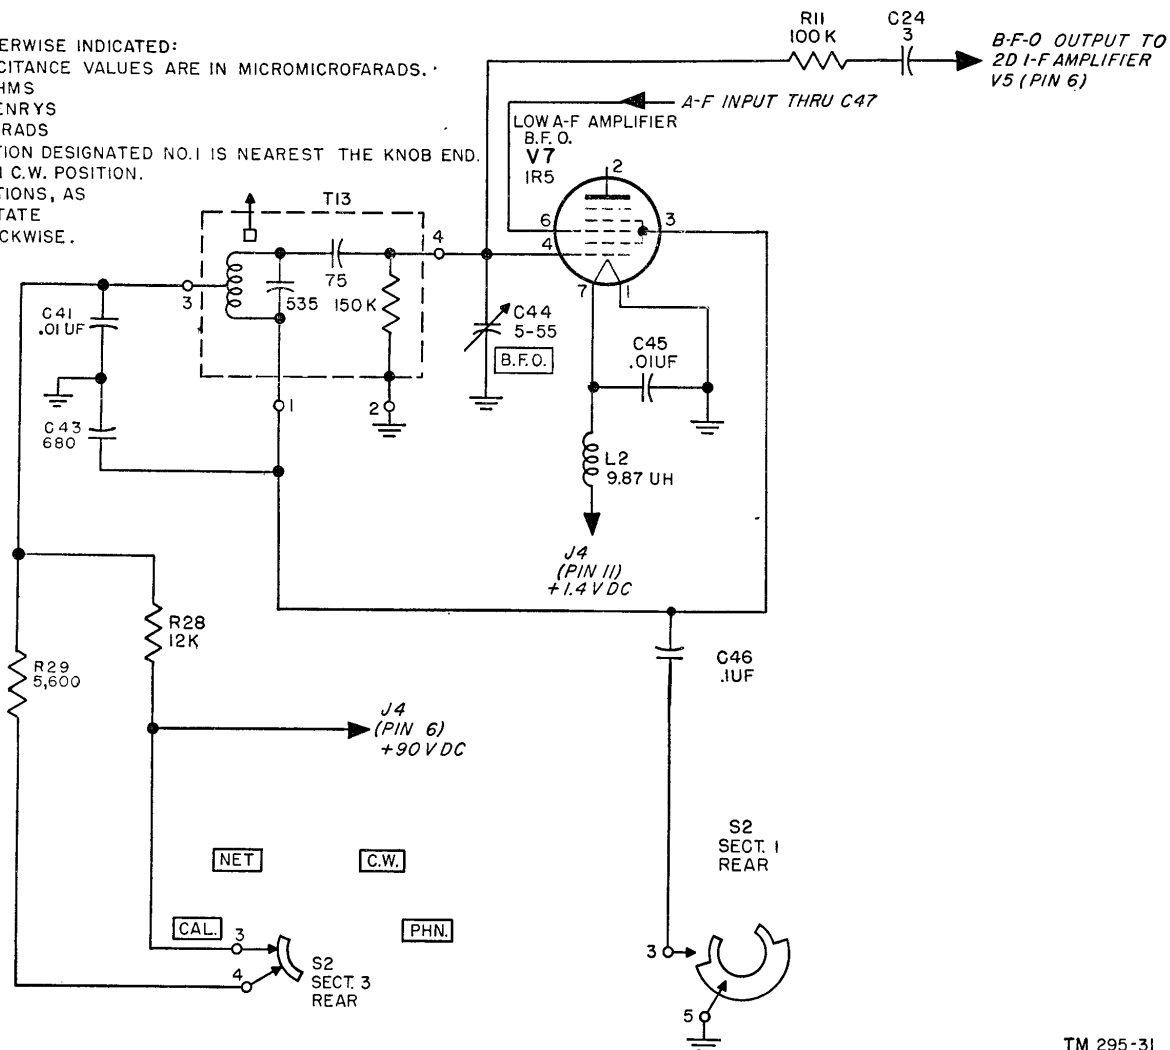 ERWISE INDICATED:
CITANCE VALUES ARE IN MICROMICROFARADS.
HMS
ENRYS
RADS
TION DESIGNATED NO.1 IS NEAREST THE KNOB END.
C.W. POSITION.
TIONS, AS
TATE
CKWISE.
R11
100 K
C24
3
B-F-O OUTPUT TO
2D I-F AMPLIFIER
V5 (PIN 6)
A-F INPUT THRU C47
LOW A-F AMPLIFIER
B.F.O.
V7
1R5
2
6
3
4
7
1
T13
4
3
75
535
150 K
1
2
C41
.01UF
C43
680
C44
5-55
B.F.O.
C45
.01UF
L2
9.87 UH
J4
(PIN 11)
+1.4 V DC
R28
12K
R29
5,600
C46
.1UF
J4
(PIN 6)
+90 V DC
NET
C.W.
CAL.
PHN.
3
4
S2
SECT. 3
REAR
S2
SECT. 1
REAR
3
5
TM 295-31